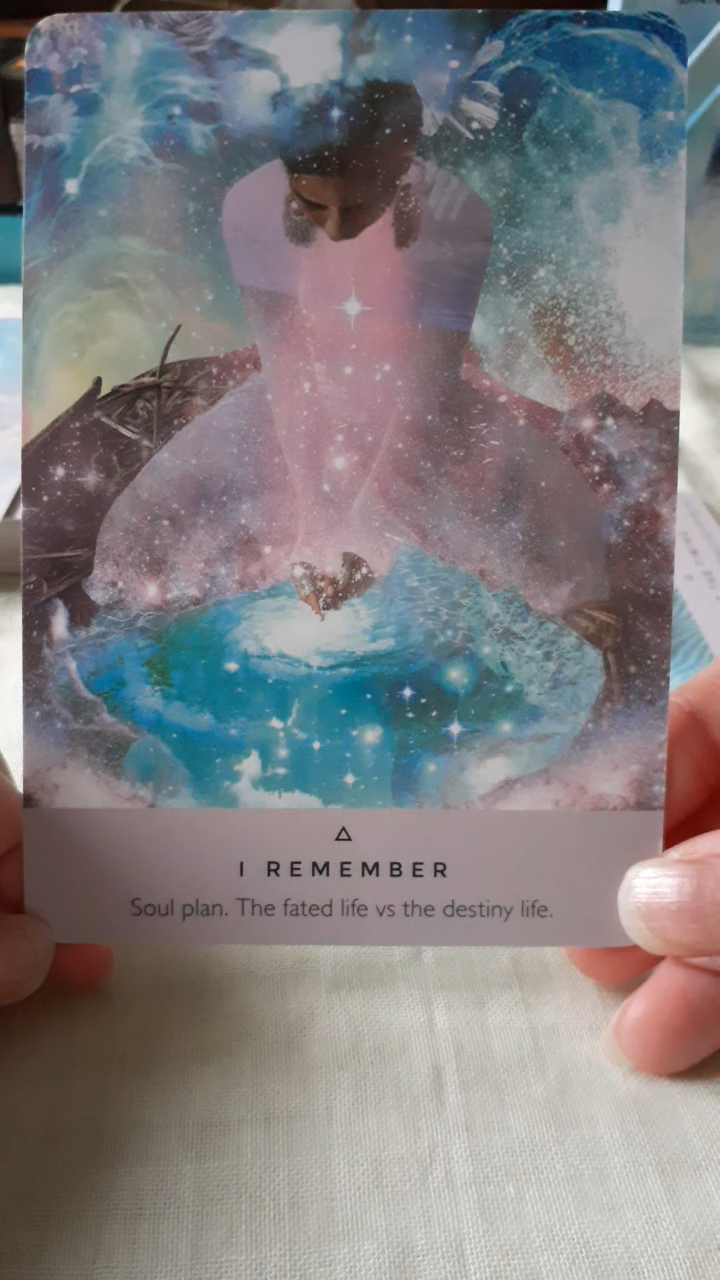 I REMEMBER
Soul plan. The fated life vs the destiny life.